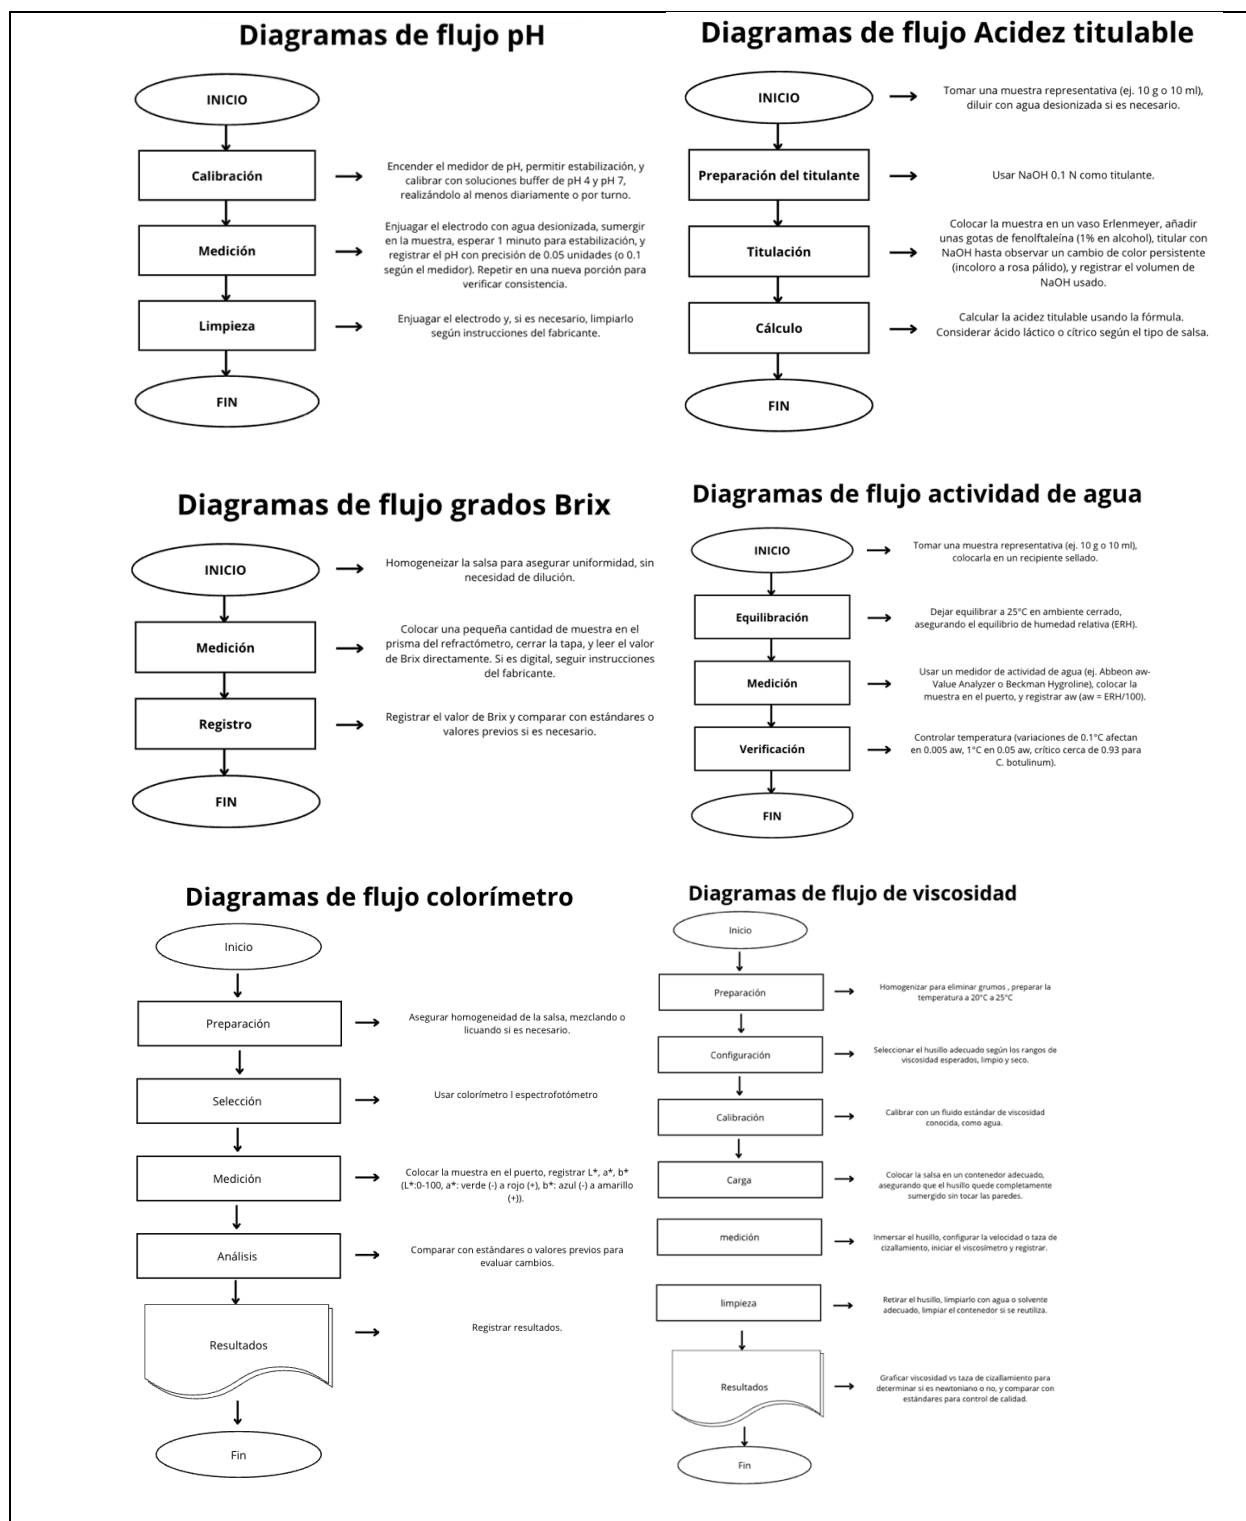 Diagramas de flujo pH
INICIO
Calibración
Encender el medidor de pH, permitir estabilización, y
calibrar con soluciones buffer de pH 4 y pH 7,
realizándolo al menos diariamente o por turno.
Medición
Enjuagar el electrodo con agua desionizada, sumergir
en la muestra, esperar 1 minuto para estabilización, y
registrar el pH con precisión de 0.05 unidades (o 0.1
según el medidor). Repetir en una nueva porción para
verificar consistencia.
Limpieza
Enjuagar el electrodo y, si es necesario, limpiarlo
según instrucciones del fabricante.
FIN
Diagramas de flujo Acidez titulable
INICIO
Tomar una muestra representativa (ej. 10 g o 10 ml),
diluir con agua desionizada si es necesario.
Preparación del titulante
Usar NaOH 0.1 N como titulante.
Titulación
Colocar la muestra en un vaso Erlenmeyer, añadir
unas gotas de fenolftaleína (1% en alcohol), titular con
NaOH hasta observar un cambio de color persistente
(incoloro a rosa pálido), y registrar el volumen de
NaOH usado.
Cálculo
Calcular la acidez titulable usando la fórmula.
Considerar ácido láctico o cítrico según el tipo de salsa.
FIN
Diagramas de flujo grados Brix
INICIO
Homogeneizar la salsa para asegurar uniformidad, sin
necesidad de dilución.
Medición
Colocar una pequeña cantidad de muestra en el
prisma del refractómetro, cerrar la tapa, y leer el valor
de Brix directamente. Si es digital, seguir instrucciones
del fabricante.
Registro
Registrar el valor de Brix y comparar con estándares o
valores previos si es necesario.
FIN
Diagramas de flujo actividad de agua
INICIO
Tomar una muestra representativa (ej. 10 g o 10 ml),
colocarla en un recipiente sellado.
Equilibración
Dejar equilibrar a 25°C en ambiente cerrado,
asegurando el equilibrio de humedad relativa (ERH).
Medición
Usar un medidor de actividad de agua (ej. Abbeon aw-
Value Analyzer o Beckman Hygroline), colocar la
muestra en el puerto, y registrar aw (aw = ERH/100).
Verificación
Controlar temperatura (variaciones de 0.1°C afectan
en 0.005 aw, 1°C en 0.05 aw, crítico cerca de 0.93 para
C. botulinum).
FIN
Diagramas de flujo colorímetro
Inicio
Preparación
Asegurar homogeneidad de la salsa, mezclando o
licuando si es necesario.
Selección
Usar colorímetro l espectrofotómetro
Medición
Colocar la muestra en el puerto, registrar L*, a*, b*
(L*:0-100, a*: verde (-) a rojo (+), b*: azul (-) a amarillo
(+)).
Análisis
Comparar con estándares o valores previos para
evaluar cambios.
Resultados
Registrar resultados.
Fin
Diagramas de flujo de viscosidad
Inicio
Preparación
Homogenizar para eliminar grumos , preparar la
temperatura a 20°C a 25°C
Configuración
Seleccionar el husillo adecuado según los rangos de
viscosidad esperados, limpio y seco.
Calibración
Calibrar con un fluido estándar de viscosidad
conocida, como agua.
Carga
Colocar la salsa en un contenedor adecuado,
asegurando que el husillo quede completamente
sumergido sin tocar las paredes.
medición
Inmersar el husillo, configurar la velocidad o taza de
cizallamiento, iniciar el viscosímetro y registrar.
limpieza
Retirar el husillo, limpiarlo con agua o solvente
adecuado, limpiar el contenedor si se reutiliza.
Resultados
Graficar viscosidad vs taza de cizallamiento para
determinar si es newtoniano o no, y comparar con
estándares para control de calidad.
Fin